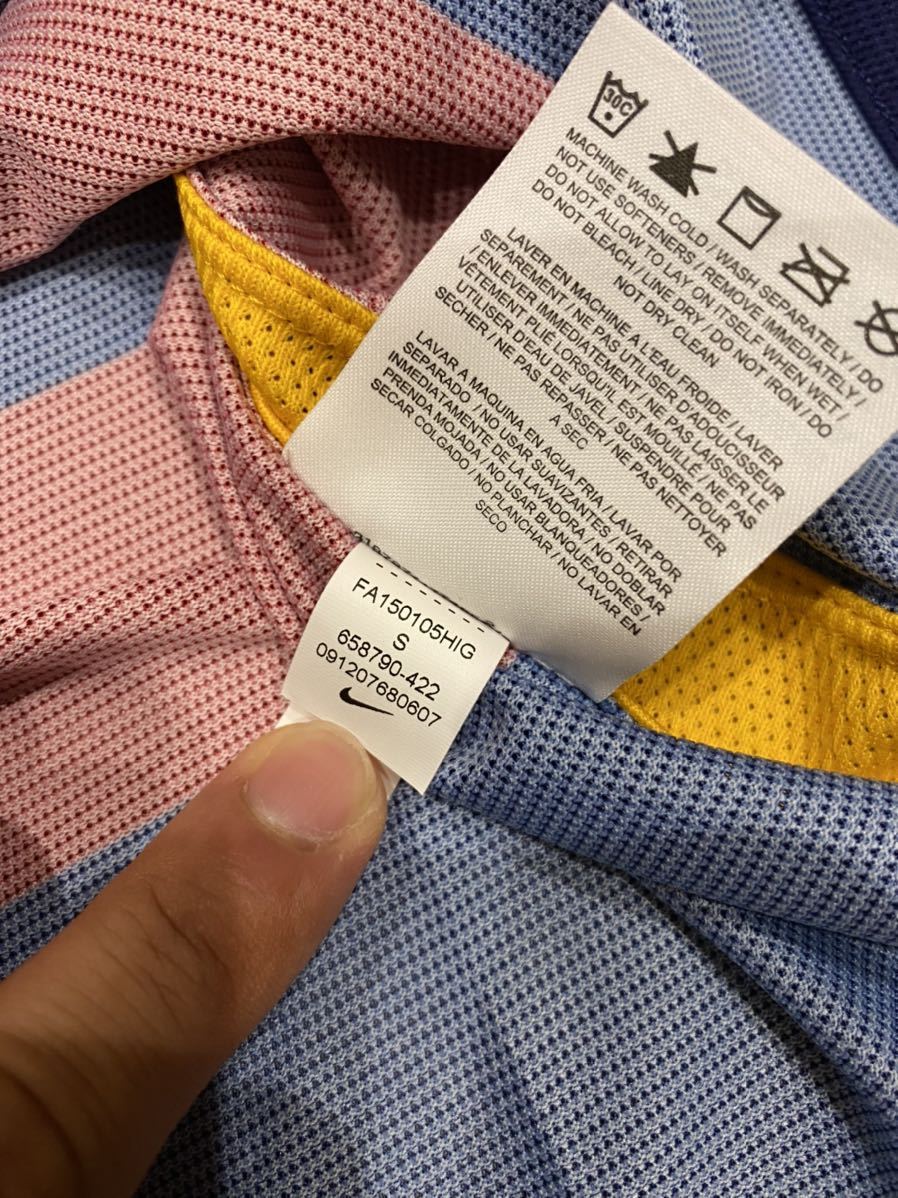 30C
MACHINE WASH COLD / WASH SEPARATELY / DO
NOT USE SOFTENERS / REMOVE IMMEDIATELY /
DO NOT ALLOW TO LAY ON ITSELF WHEN WET /
DO NOT BLEACH / LINE DRY / DO NOT IRON / DO
NOT DRY CLEAN
LAVER EN MACHINE A L'EAU FROIDE / LAVER
SEPAREMENT / NE PAS UTILISER D'ADOUCISSEUR
/ ENLEVER IMMEDIATEMENT / NE PAS LAISSER LE
VÊTEMENT PLIÉ LORSQU'IL EST MOUILLÉ / NE PAS
UTILISER D'EAU DE JAVEL / SUSPENDRE POUR
SECHER / NE PAS REPASSER / NE PAS NETTOYER
A SEC
LAVAR A MAQUINA EN AGUA FRIA / LAVAR POR
SEPARADO / NO USAR SUAVIZANTES / RETIRAR
INMEDIATAMENTE DE LA LAVADORA / NO DOBLAR
PRENDA MOJADA / NO USAR BLANQUEADORES /
SECAR COLGADO / NO PLANCHAR / NO LAVAR EN
SECO
FA150105HIG
S
658790-422
091207680607